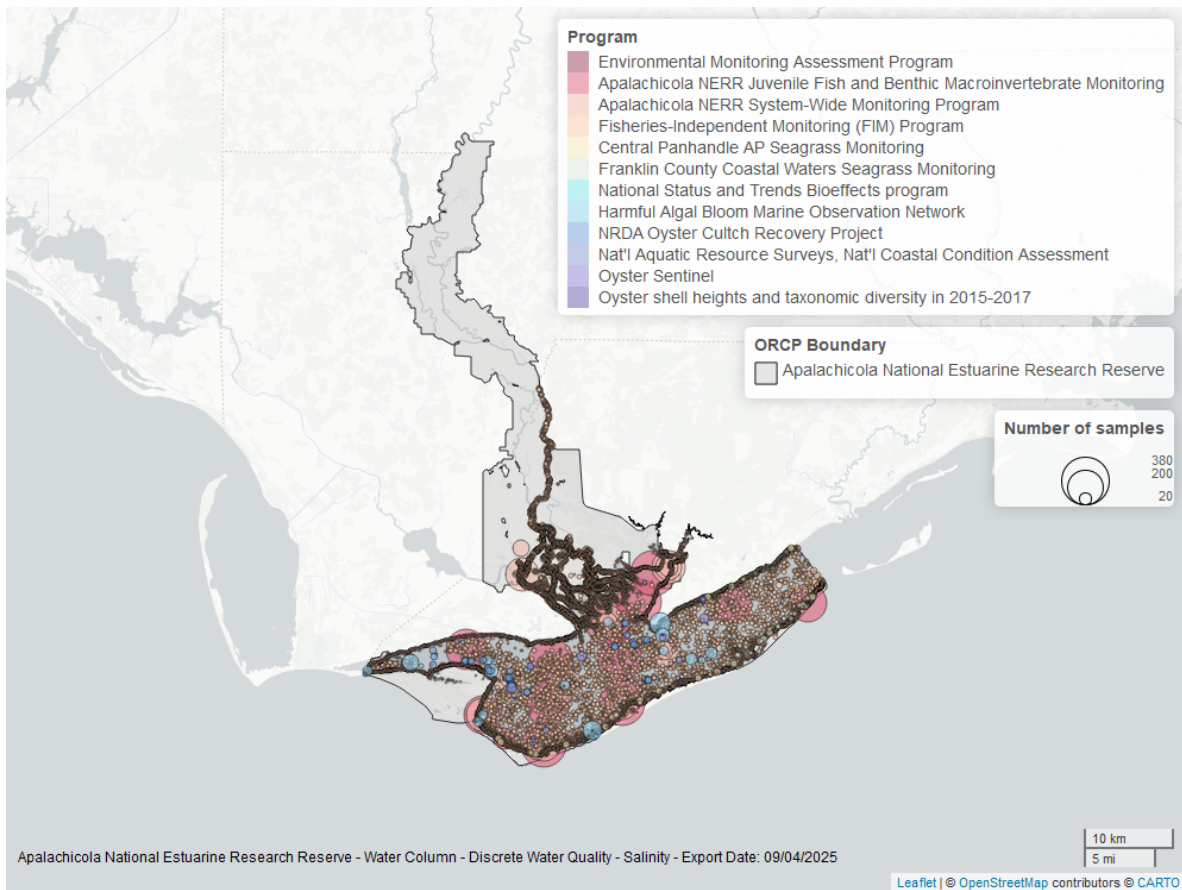 Program
Environmental Monitoring Assessment Program
Apalachicola NERR Juvenile Fish and Benthic Macroinvertebrate Monitoring
Apalachicola NERR System-Wide Monitoring Program
Fisheries-Independent Monitoring (FIM) Program
Central Panhandle AP Seagrass Monitoring
Franklin County Coastal Waters Seagrass Monitoring
National Status and Trends Bioeffects program
Harmful Algal Bloom Marine Observation Network
NRDA Oyster Cultch Recovery Project
Nat'l Aquatic Resource Surveys, Nat'l Coastal Condition Assessment
Oyster Sentinel
Oyster shell heights and taxonomic diversity in 2015-2017
ORCP Boundary
Apalachicola National Estuarine Research Reserve
Number of samples
380
200
20
10 km
5 mi
Apalachicola National Estuarine Research Reserve - Water Column - Discrete Water Quality - Salinity - Export Date: 09/04/2025
Leaflet | © OpenStreetMap contributors © CARTO